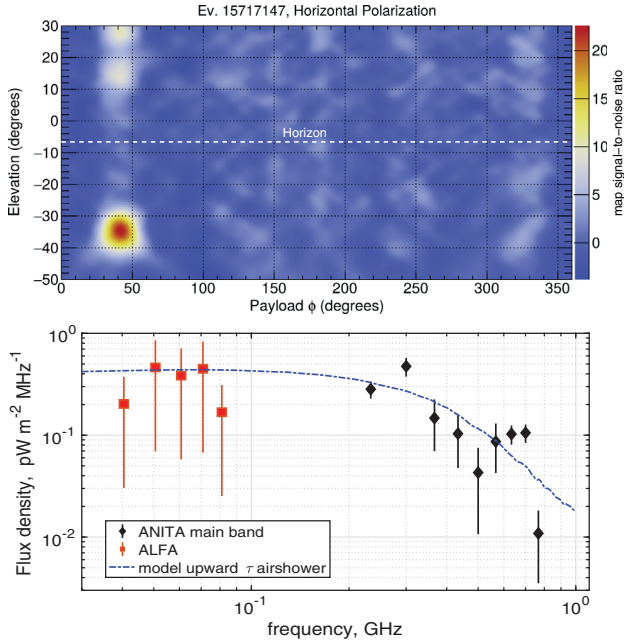 Ev. 15717147, Horizontal Polarization
30
20
10
0
−10
−20
−30
−40
−50
Elevation (degrees)
Horizon
0 50 100 150 200 250 300 350
Payload ϕ (degrees)
20
15
10
5
0
map signal-to-noise ratio
10⁰
10⁻¹
10⁻²
Flux density, pW m⁻² MHz⁻¹
ANITA main band
ALFA
model upward τ airshower
10⁻¹ 10⁰
frequency, GHz